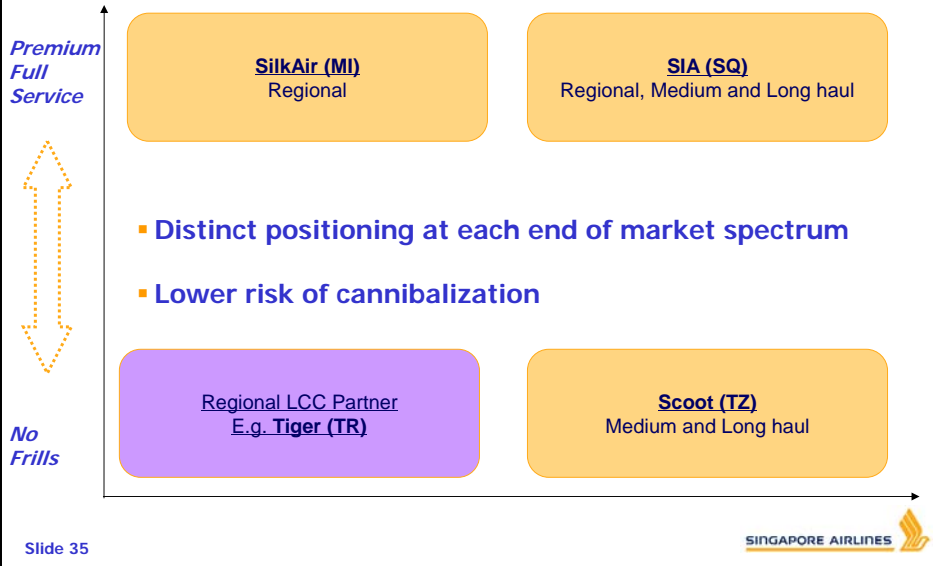 Premium
Full
Service
SilkAir (MI)
Regional
SIA (SQ)
Regional, Medium and Long haul
▪ Distinct positioning at each end of market spectrum
▪ Lower risk of cannibalization
Regional LCC Partner
E.g. Tiger (TR)
Scoot (TZ)
Medium and Long haul
No
Frills
Slide 35
SINGAPORE AIRLINES